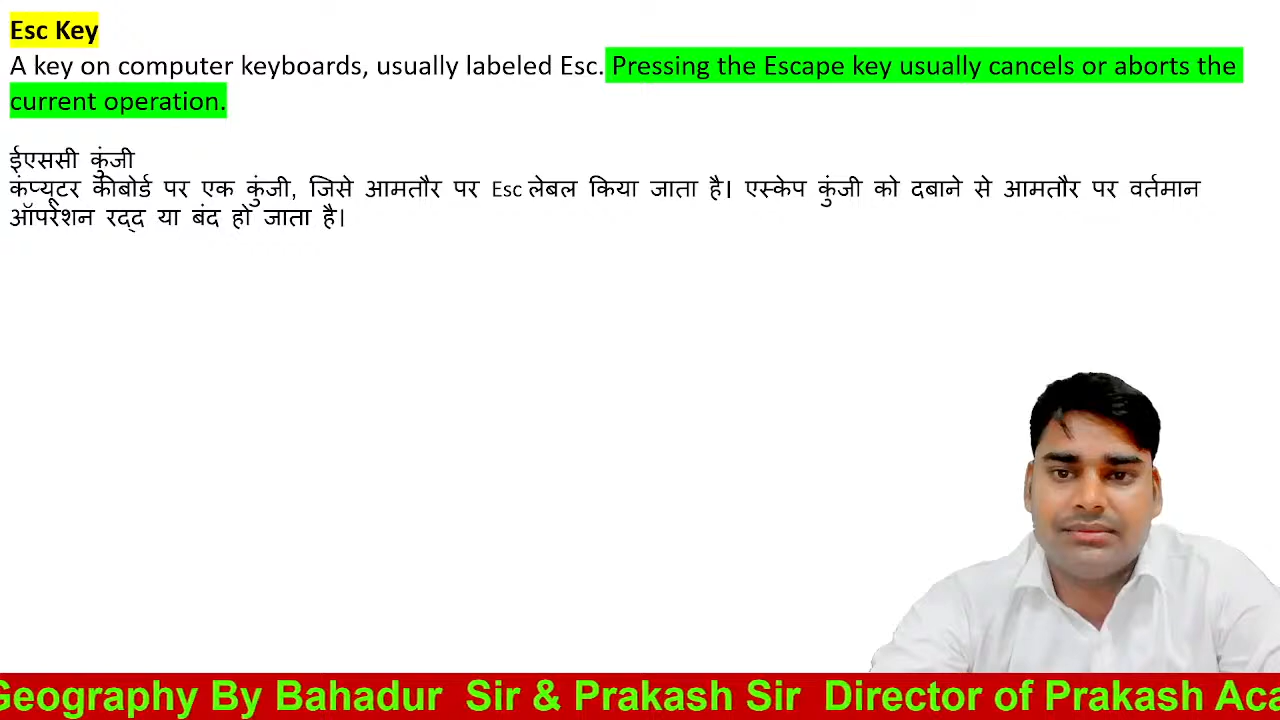 Esc Key
A key on computer keyboards, usually labeled Esc. Pressing the Escape key usually cancels or aborts the
current operation.
ईएससी कुंजी
कंप्यूटर कीबोर्ड पर एक कुंजी, जिसे आमतौर पर Esc लेबल किया जाता है। एस्केप कुंजी को दबाने से आमतौर पर वर्तमान
ऑपरेशन रद्द या बंद हो जाता है।
Geography By Bahadur Sir & Prakash Sir Director of Prakash Aca